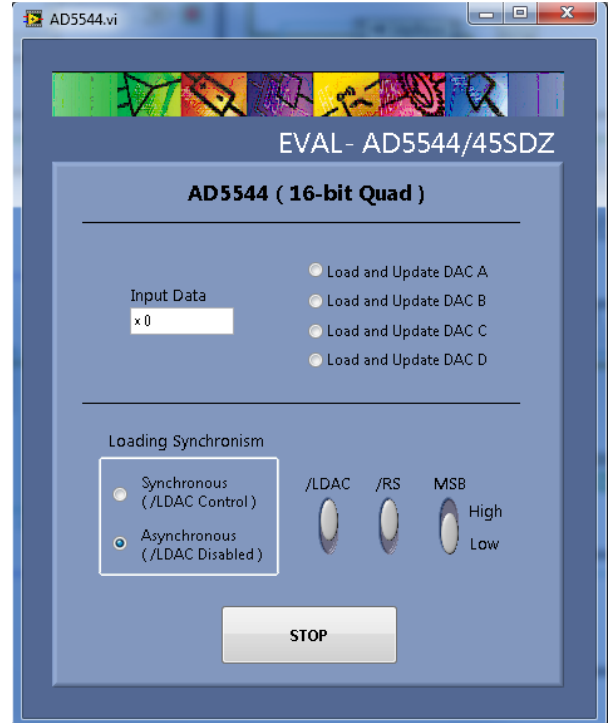 AD5544.vi
EVAL- AD5544/45SDZ
AD5544 ( 16-bit Quad )
Input Data
x 0
Load and Update DAC A
Load and Update DAC B
Load and Update DAC C
Load and Update DAC D
Loading Synchronism
Synchronous
( /LDAC Control )
Asynchronous
( /LDAC Disabled )
/LDAC
/RS
MSB
High
Low
STOP